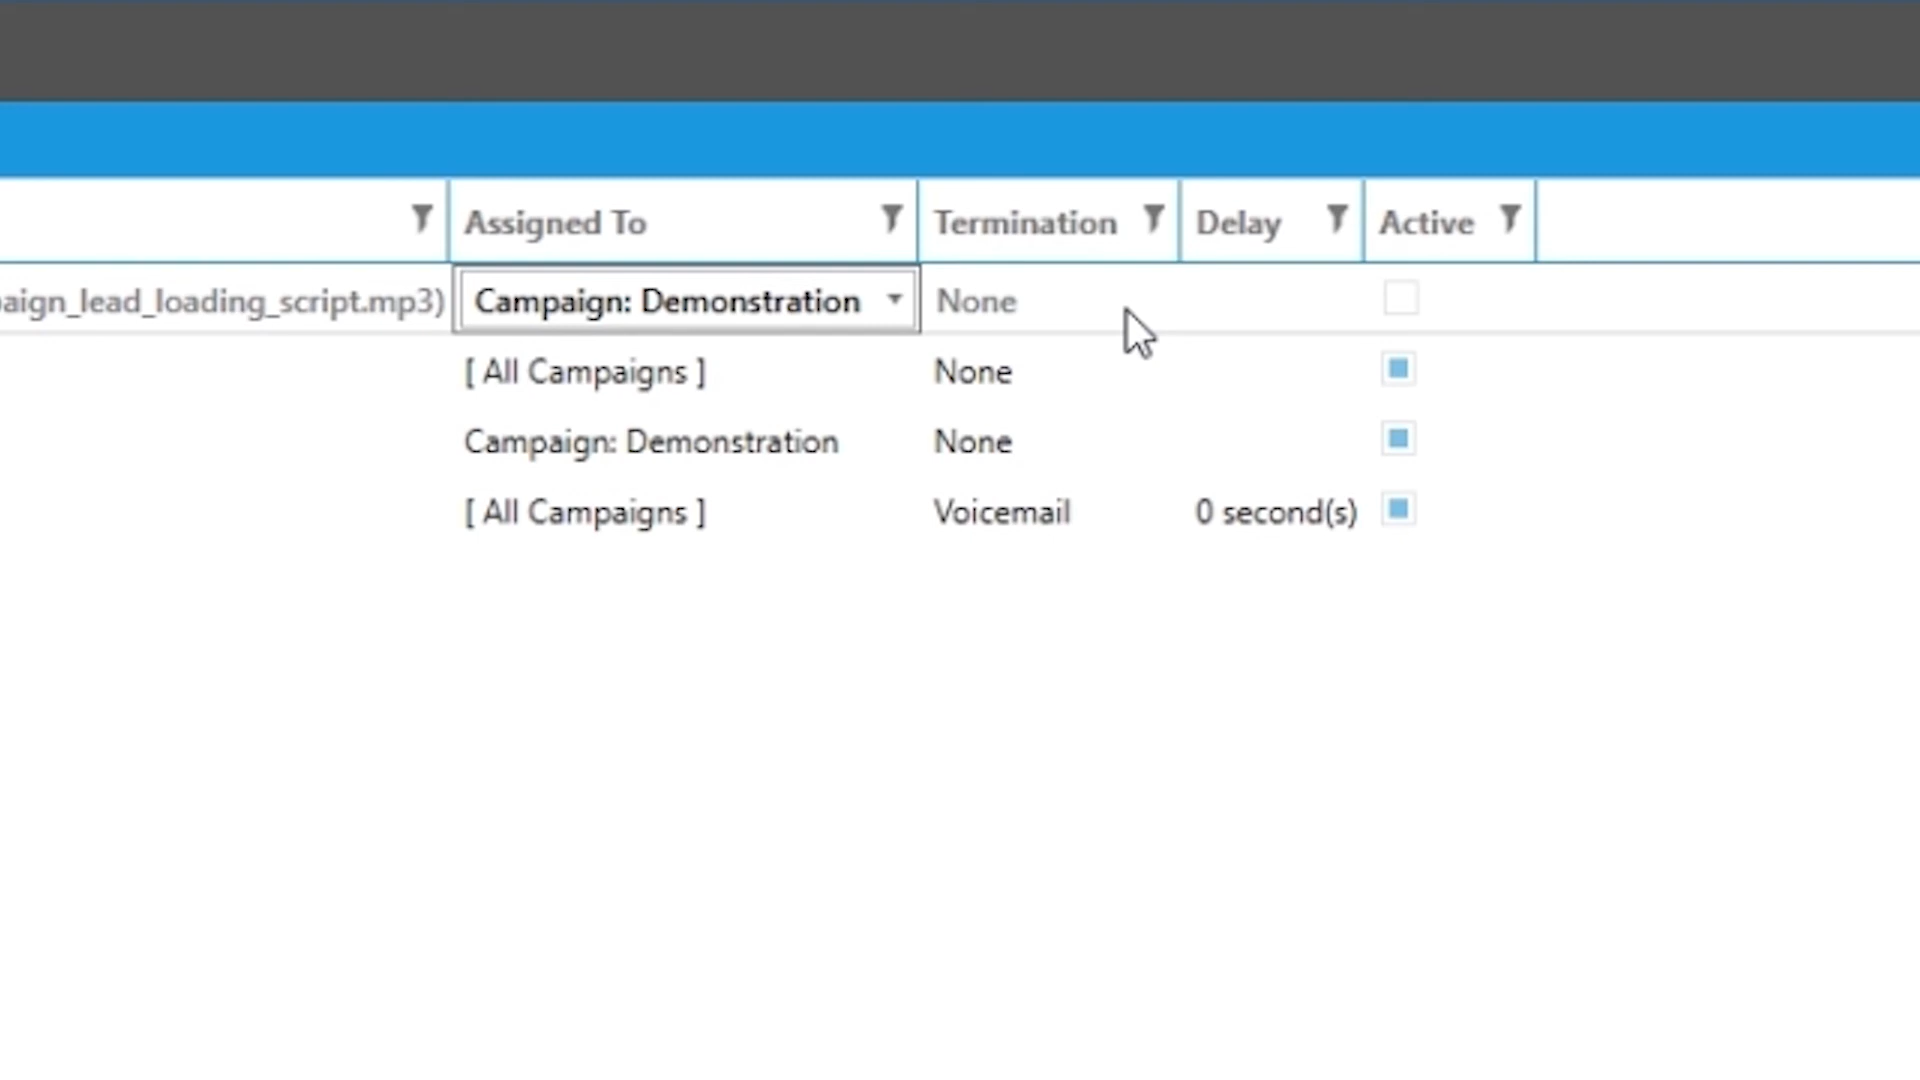 Assigned To Termination Delay Active
aign_lead_loading_script.mp3) Campaign: Demonstration None
[ All Campaigns ] None
Campaign: Demonstration None
[ All Campaigns ] Voicemail 0 second(s)